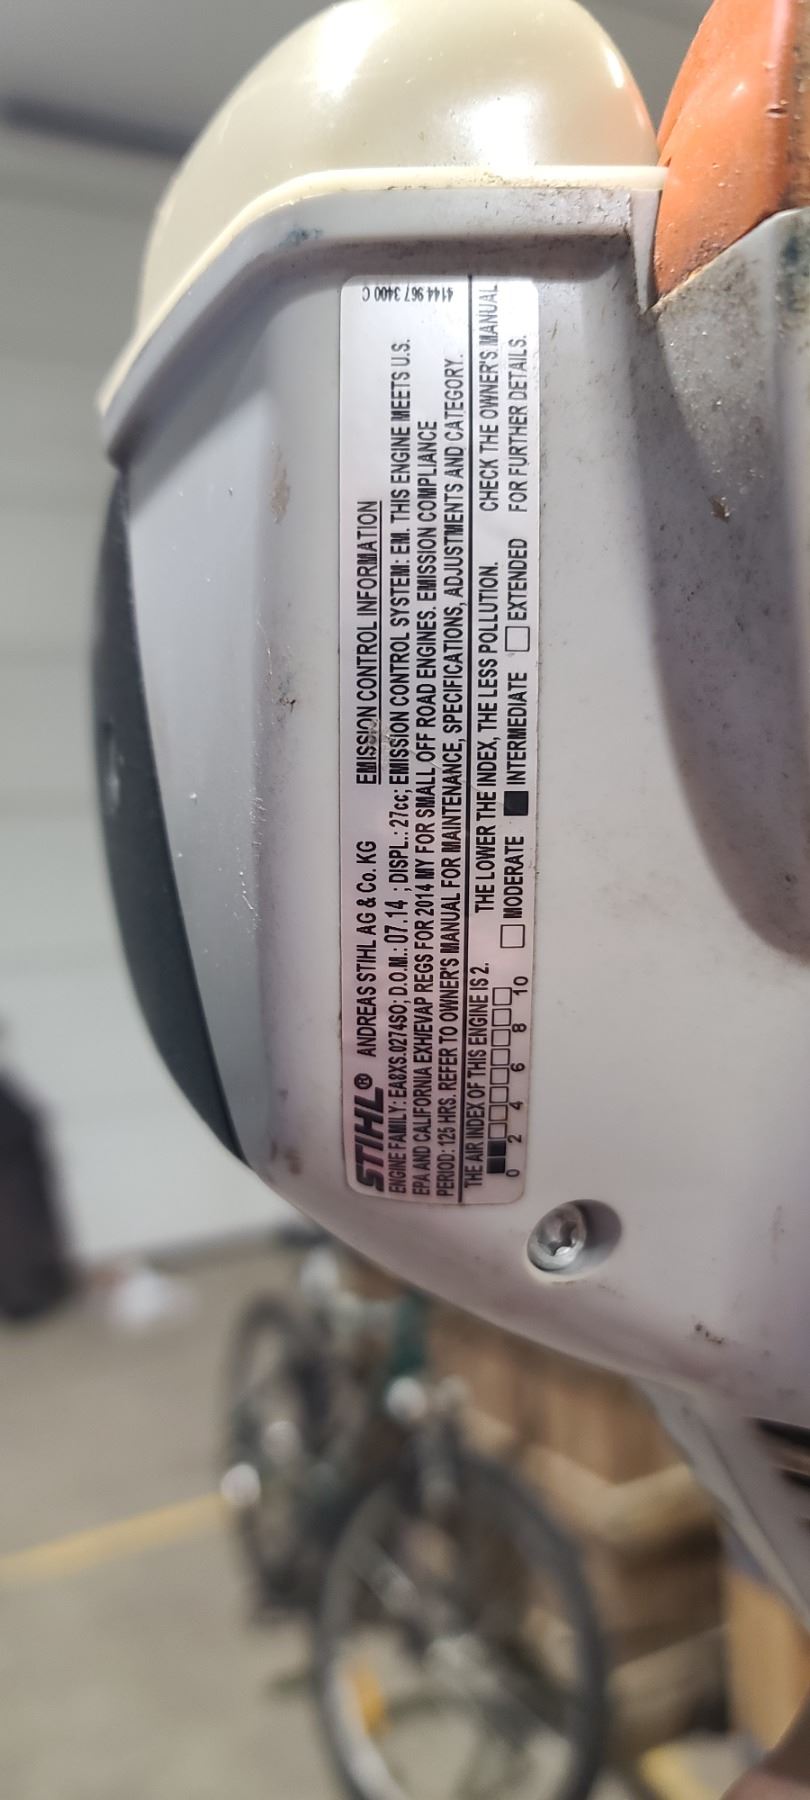 STIHL® ANDREAS STIHL AG & Co. KG EMISSION CONTROL INFORMATION
4144 967 3400 C
ENGINE FAMILY: EA8XS.0274SO; D.O.M.: 07.14 ; DISPL.: 27cc; EMISSION CONTROL SYSTEM: EM. THIS ENGINE MEETS U.S.
EPA AND CALIFORNIA EXH/EVAP REGS FOR 2014 MY FOR SMALL OFF ROAD ENGINES. EMISSION COMPLIANCE
PERIOD: 125 HRS. REFER TO OWNER'S MANUAL FOR MAINTENANCE, SPECIFICATIONS, ADJUSTMENTS AND CATEGORY.
THE AIR INDEX OF THIS ENGINE IS 2. THE LOWER THE INDEX, THE LESS POLLUTION. CHECK THE OWNER'S MANUAL
0 2 4 6 8 10 MODERATE INTERMEDIATE EXTENDED FOR FURTHER DETAILS.